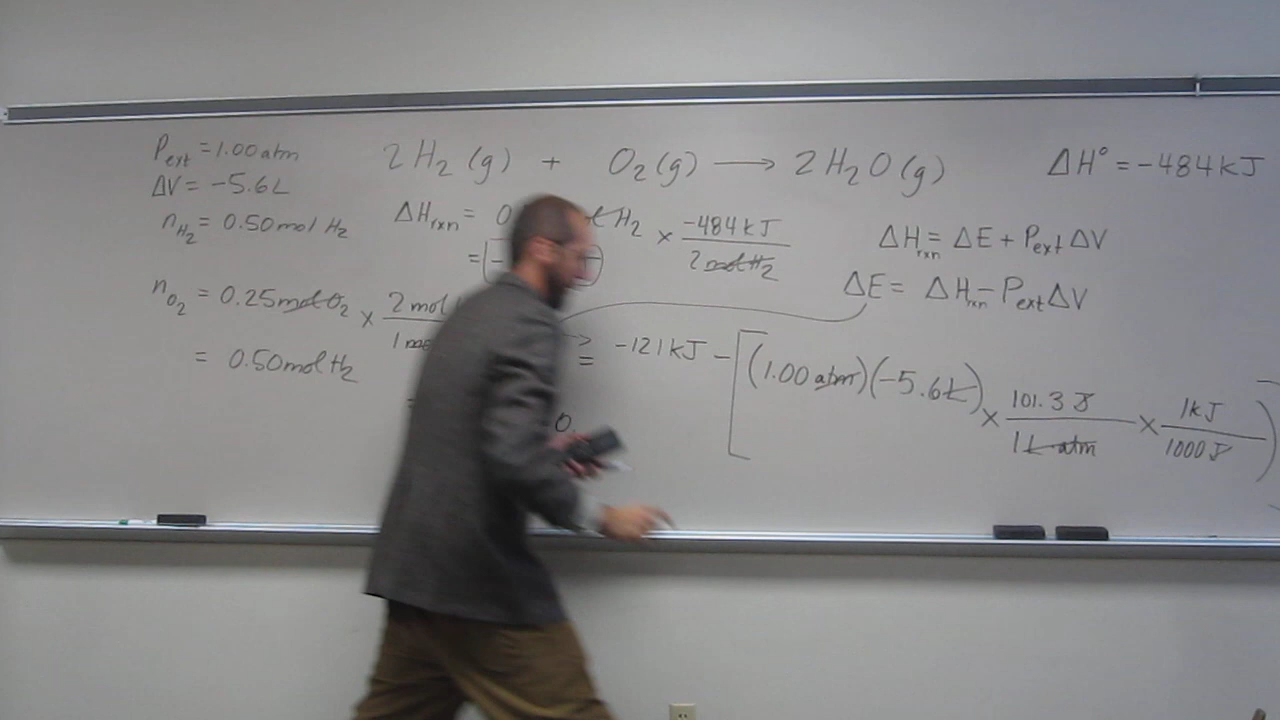 P_ext = 1.00 atm
ΔV = -5.6 L
n_H₂ = 0.50 mol H₂
n_O₂ = 0.25 mol O₂ × 2 mol / 1
= 0.50 mol H₂
2 H₂ (g) + O₂ (g) ⟶ 2 H₂O (g)
ΔH° = -484 kJ
ΔH_rxn = 0 H₂ × -484 kJ / 2 mol H₂
= -
ΔH_rxn = ΔE + P_ext ΔV
ΔE = ΔH_rxn - P_ext ΔV
= -121 kJ - [(1.00 atm)(-5.6 L) × 101.3 J / 1 L·atm × 1 kJ / 1000 J )